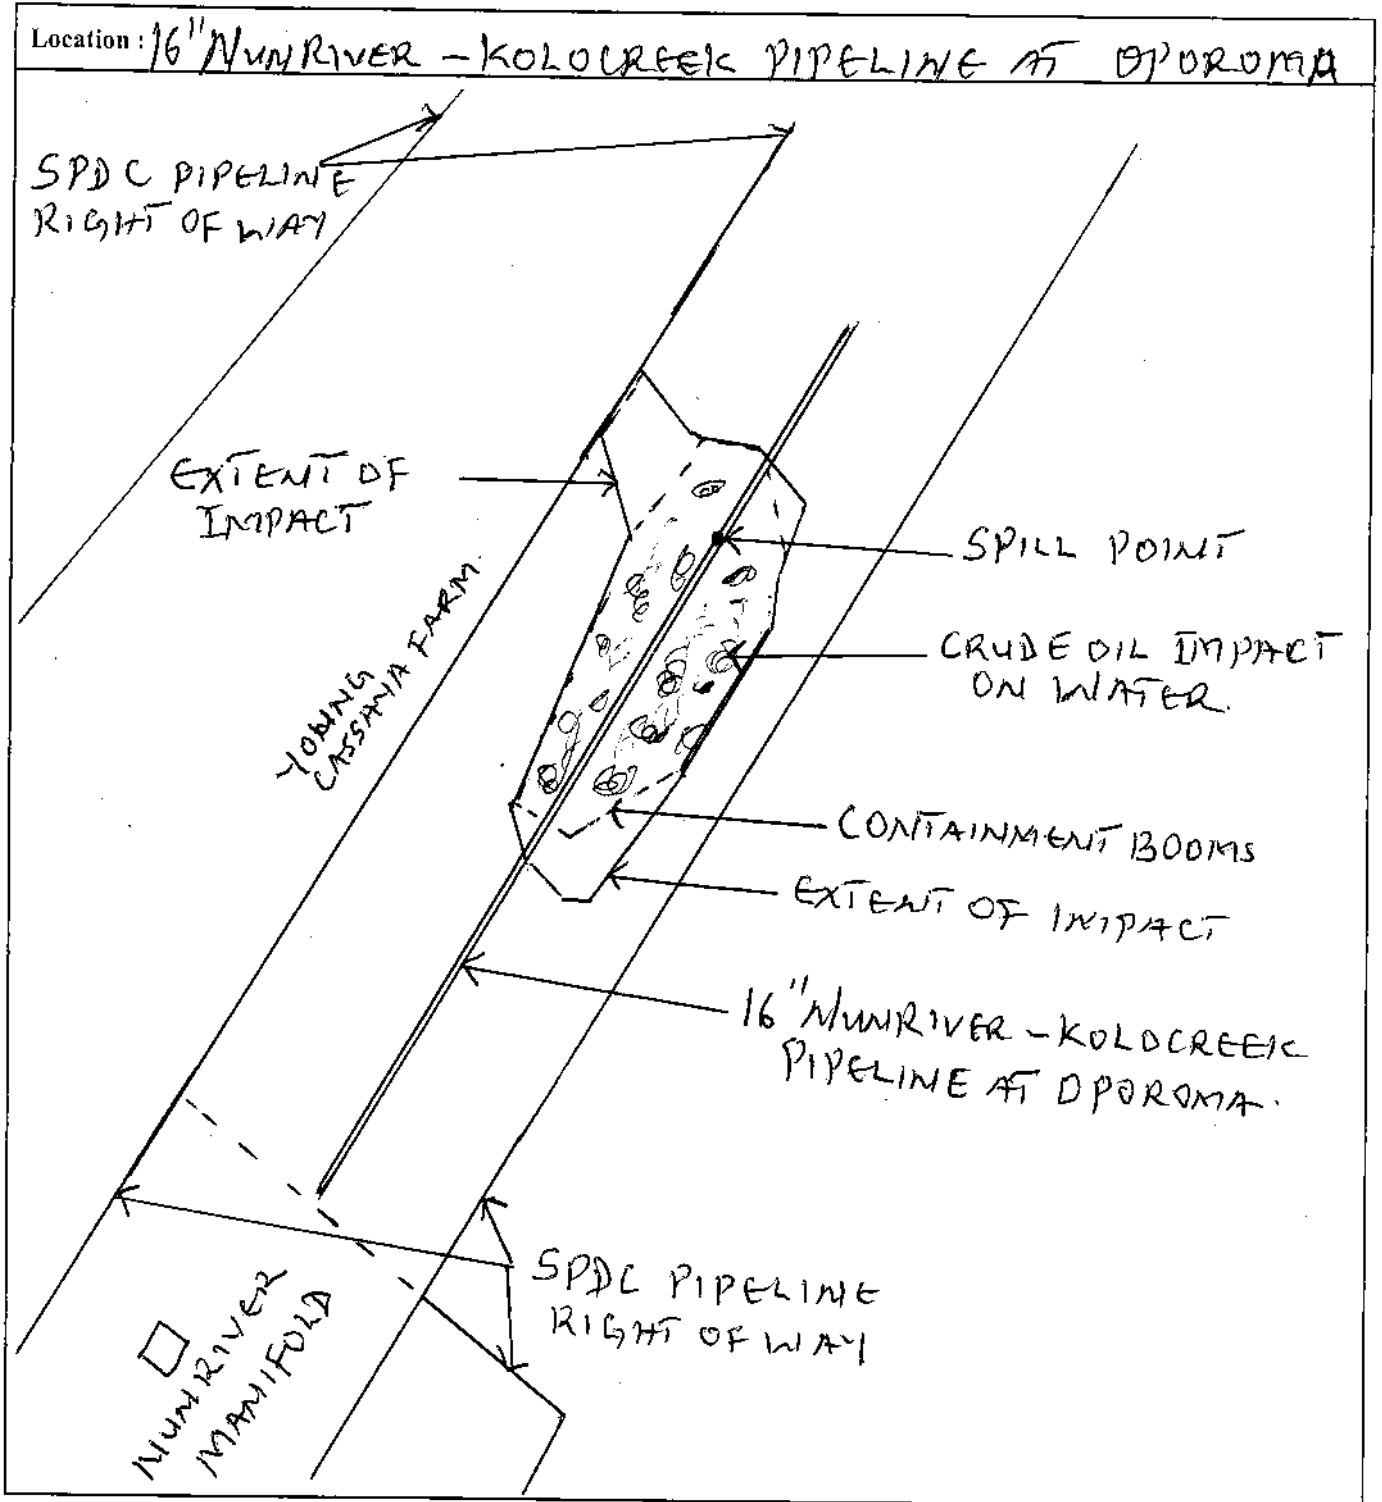 Location : 16" NUNRIVER - KOLOCREEK PIPELINE AT OPOROMA
SPDC PIPELINE
RIGHT OF WAY
EXTENT OF
IMPACT
SPILL POINT
YOUNG
CASSAVA FARM.
CRUDE OIL IMPACT
ON WATER.
CONTAINMENT BOOMS
EXTENT OF IMPACT
16" NUNRIVER - KOLOCREEK
PIPELINE AT OPOROMA.
SPDC PIPELINE
RIGHT OF WAY
NUNRIVER
MANIFOLD